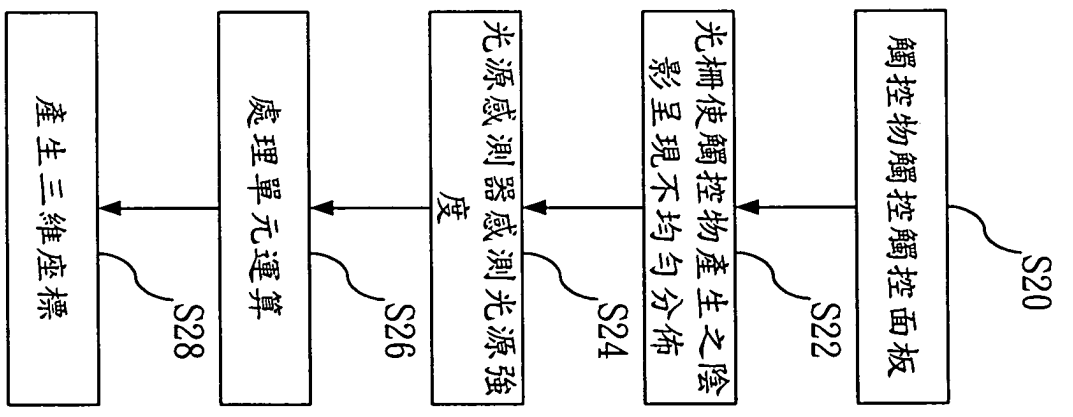 觸控物觸控觸控面板
S20
光柵使觸控物產生之陰
影呈現不均勻分佈
S22
光源感測器感測光源強
度
S24
處理單元運算
S26
產生三維座標
S28